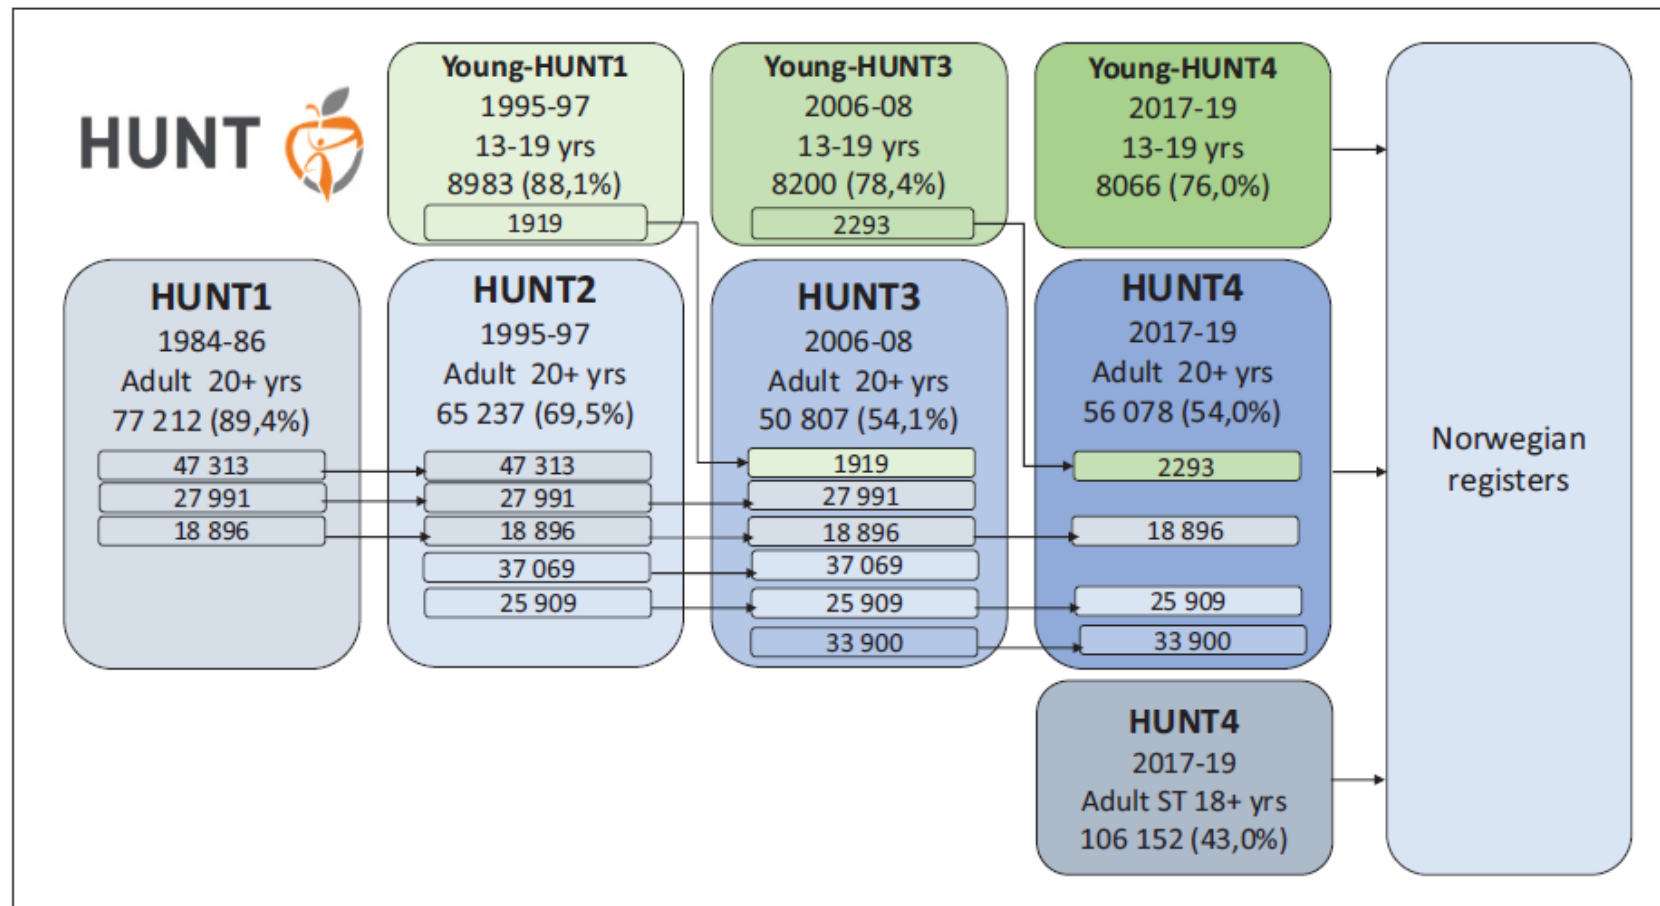 HUNT
Young-HUNT1
1995-97
13-19 yrs
8983 (88,1%)
1919
Young-HUNT3
2006-08
13-19 yrs
8200 (78,4%)
2293
Young-HUNT4
2017-19
13-19 yrs
8066 (76,0%)
HUNT1
1984-86
Adult 20+ yrs
77 212 (89,4%)
47 313
27 991
18 896
HUNT2
1995-97
Adult 20+ yrs
65 237 (69,5%)
47 313
27 991
18 896
37 069
25 909
HUNT3
2006-08
Adult 20+ yrs
50 807 (54,1%)
1919
27 991
18 896
37 069
25 909
33 900
HUNT4
2017-19
Adult 20+ yrs
56 078 (54,0%)
2293
18 896
25 909
33 900
HUNT4
2017-19
Adult ST 18+ yrs
106 152 (43,0%)
Norwegian
registers